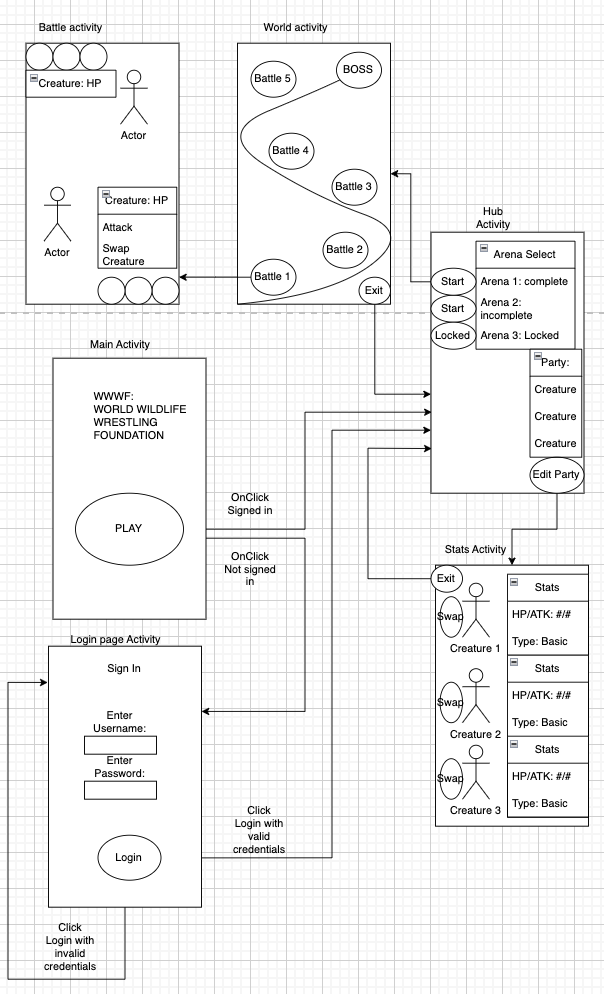 Battle activity
Creature: HP
Actor
Actor
Creature: HP
Attack
Swap
Creature
World activity
Battle 5
BOSS
Battle 4
Battle 3
Battle 2
Battle 1
Exit
Hub
Activity
Arena Select
Start
Arena 1: complete
Start
Arena 2:
incomplete
Locked
Arena 3: Locked
Party:
Creature
Creature
Creature
Edit Party
Main Activity
WWWF:
WORLD WILDLIFE
WRESTLING
FOUNDATION
PLAY
OnClick
Signed in
OnClick
Not signed
in
Stats Activity
Exit
Swap
Creature 1
Stats
HP/ATK: #/#
Type: Basic
Swap
Creature 2
Stats
HP/ATK: #/#
Type: Basic
Swap
Creature 3
Stats
HP/ATK: #/#
Type: Basic
Login page Activity
Sign In
Enter
Username:
Enter
Password:
Login
Click
Login with
valid
credentials
Click
Login with
invalid
credentials